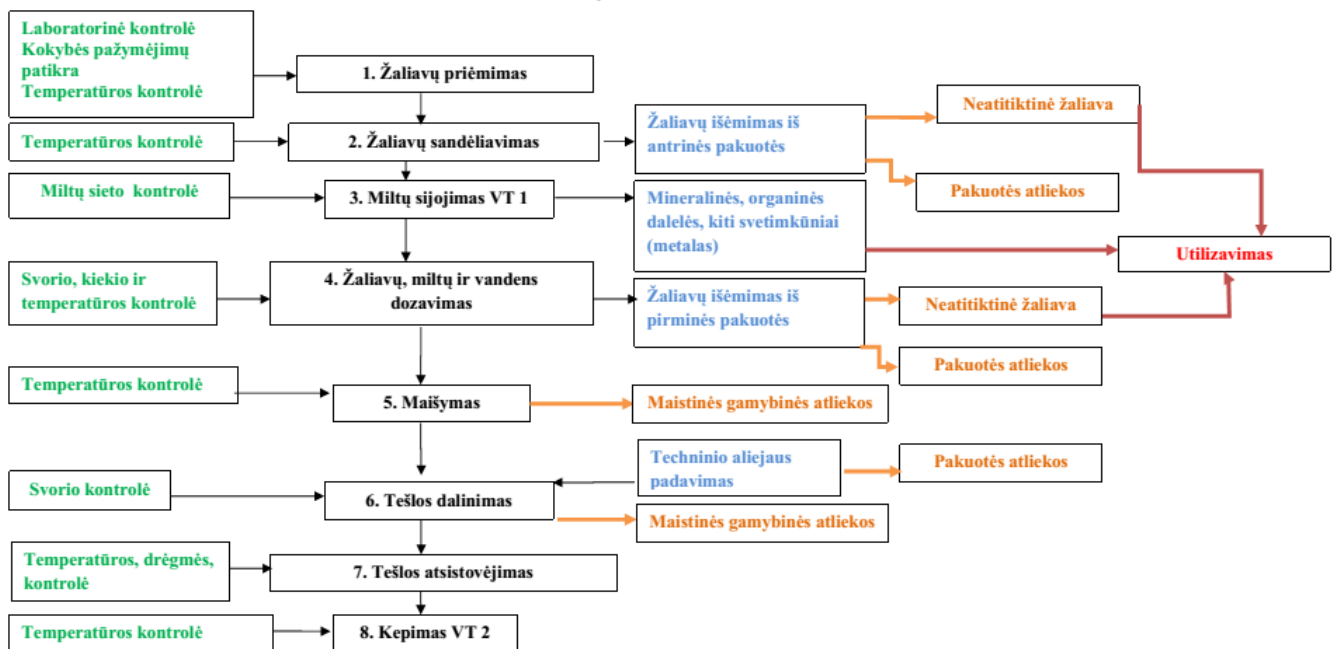 Laboratorinė kontrolė
Kokybės pažymėjimų
patikra
Temperatūros kontrolė
1. Žaliavų priėmimas
Neatitiktinė žaliava
Temperatūros kontrolė
2. Žaliavų sandėliavimas
Žaliavų išėmimas iš
antrinės pakuotės
Pakuotės atliekos
Miltų sieto kontrolė
3. Miltų sijojimas VT 1
Mineralinės, organinės
dalelės, kiti svetimkūniai
(metalas)
Utilizavimas
Svorio, kiekio ir
temperatūros kontrolė
4. Žaliavų, miltų ir vandens
dozavimas
Žaliavų išėmimas iš
pirminės pakuotės
Neatitiktinė žaliava
Pakuotės atliekos
Temperatūros kontrolė
5. Maišymas
Maistinės gamybinės atliekos
Techninio aliejaus
padavimas
Pakuotės atliekos
Svorio kontrolė
6. Tešlos dalinimas
Maistinės gamybinės atliekos
Temperatūros, drėgmės,
kontrolė
7. Tešlos atsistovėjimas
Temperatūros kontrolė
8. Kepimas VT 2